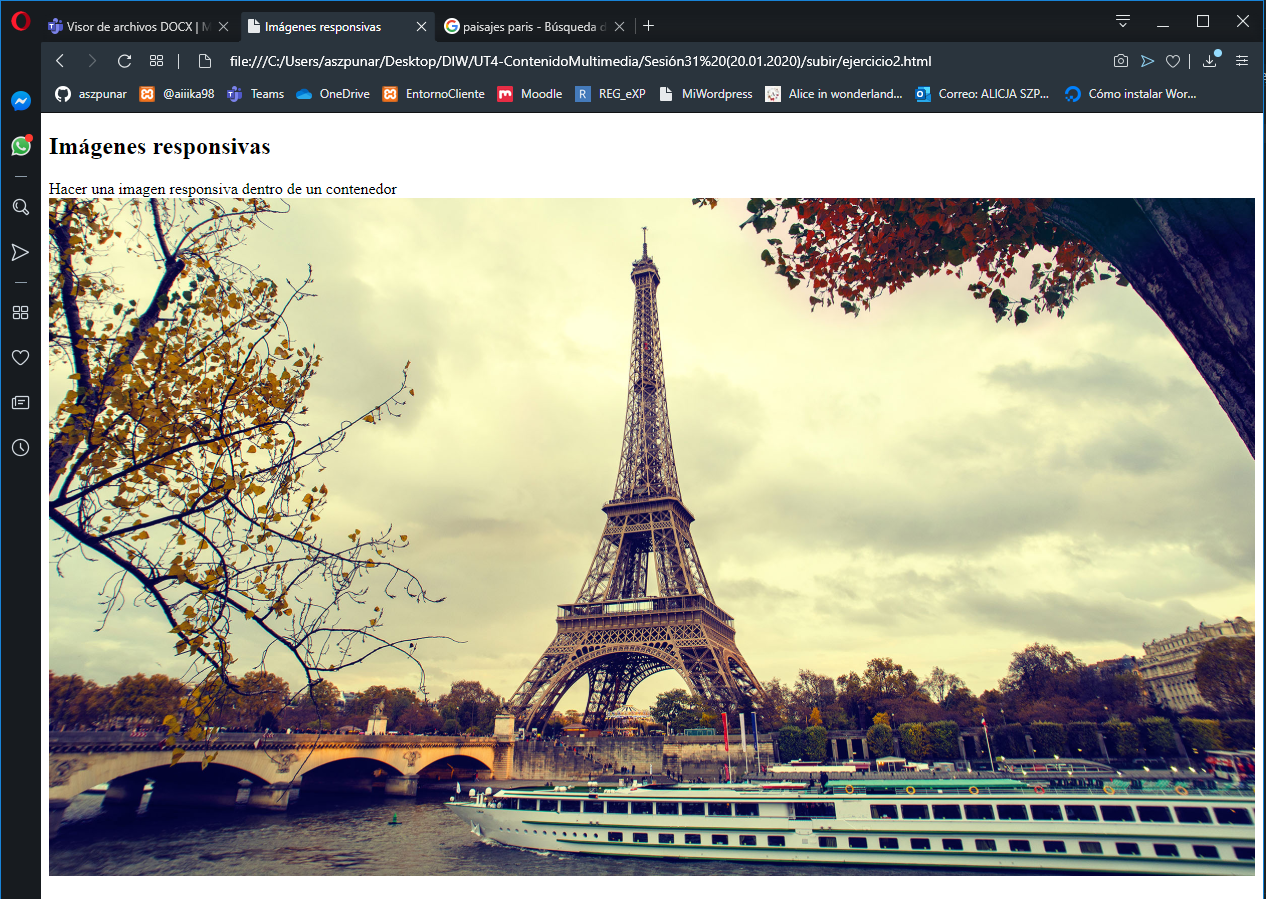 Visor de archivos DOCX | M
Imágenes responsivas
paisajes paris - Búsqueda d
file:///C:/Users/aszpunar/Desktop/DIW/UT4-ContenidoMultimedia/Sesión31%20(20.01.2020)/subir/ejercicio2.html
aszpunar
@aiiika98
Teams
OneDrive
EntornoCliente
Moodle
R REG_eXP
MiWordpress
Alice in wonderland...
Correo: ALICJA SZP...
Cómo instalar Wor...
Imágenes responsivas
Hacer una imagen responsiva dentro de un contenedor